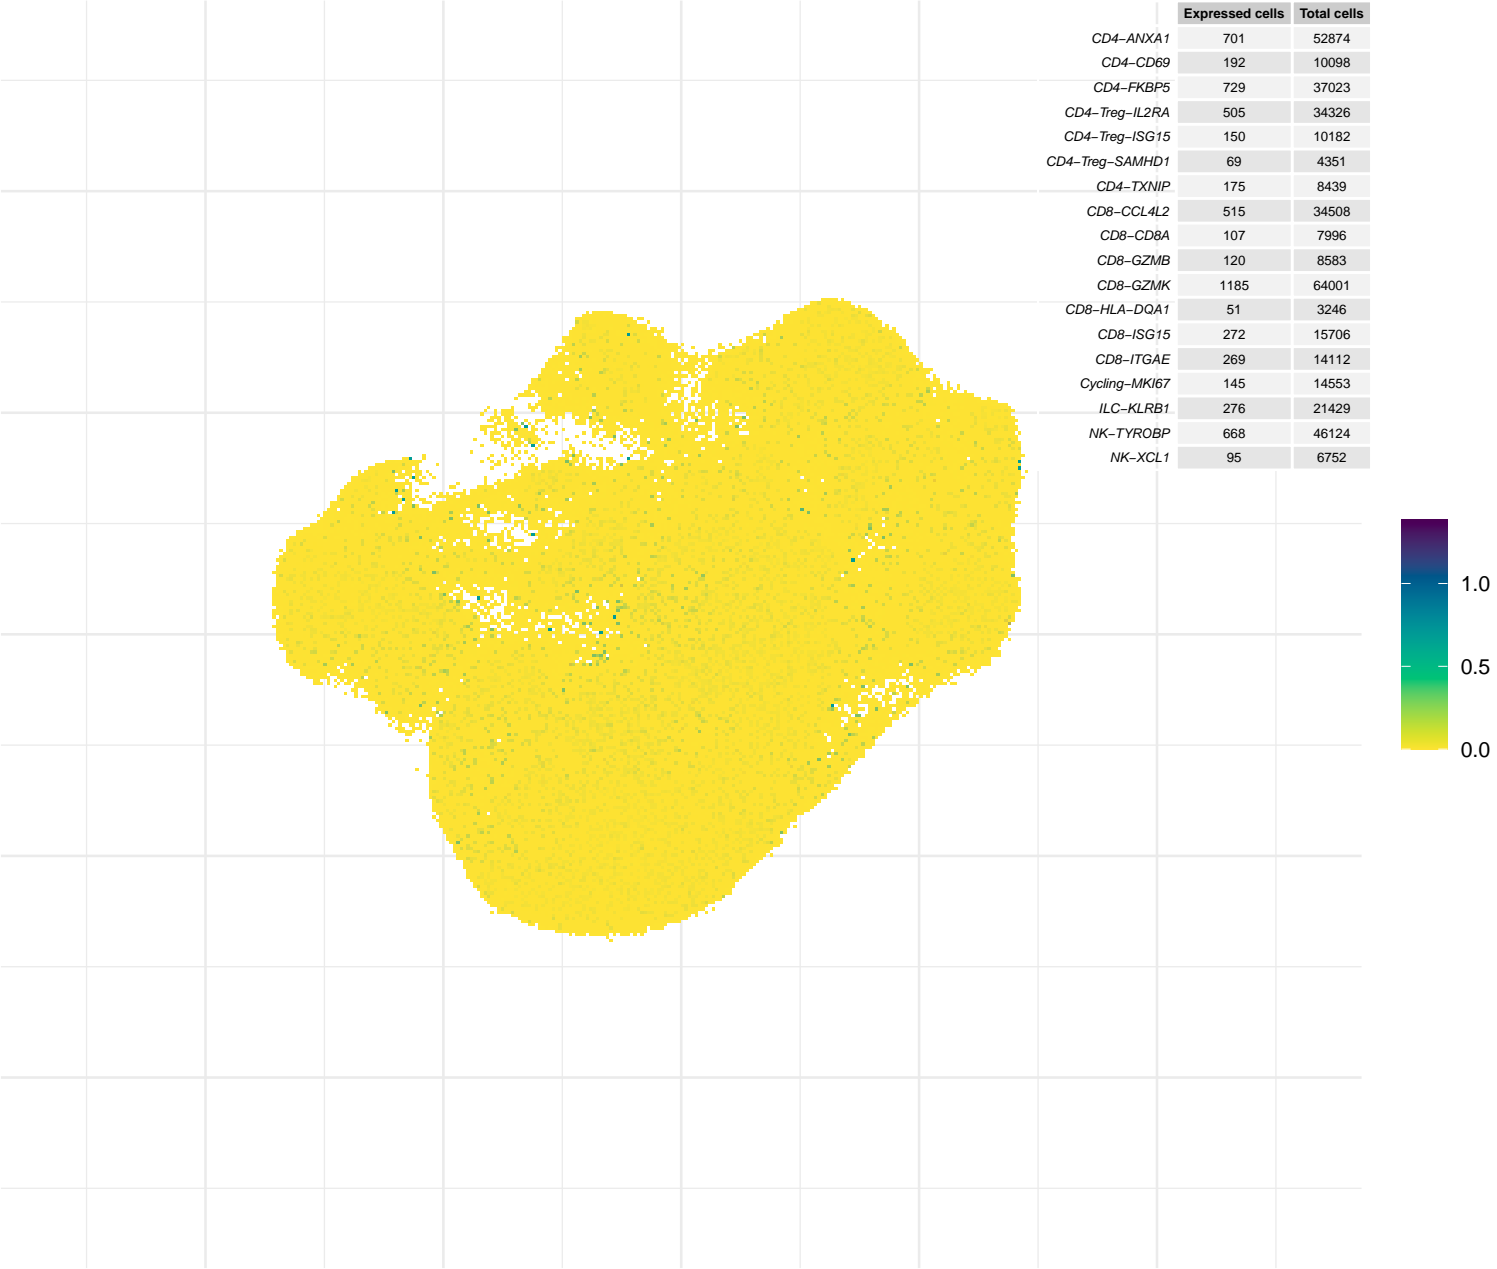 Expressed cells Total cells
CD4−ANXA1 701 52874
CD4−CD69 192 10098
CD4−FKBP5 729 37023
CD4−Treg−IL2RA 505 34326
CD4−Treg−ISG15 150 10182
CD4−Treg−SAMHD1 69 4351
CD4−TXNIP 175 8439
CD8−CCL4L2 515 34508
CD8−CD8A 107 7996
CD8−GZMB 120 8583
CD8−GZMK 1185 64001
CD8−HLA−DQA1 51 3246
CD8−ISG15 272 15706
CD8−ITGAE 269 14112
Cycling−MKI67 145 14553
ILC−KLRB1 276 21429
NK−TYROBP 668 46124
NK−XCL1 95 6752
1.0
0.5
0.0